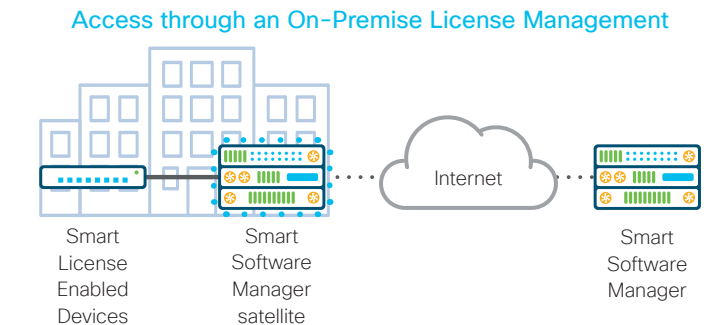 Access through an On-Premise License Management
Internet
Smart
License
Enabled
Devices
Smart
Software
Manager
satellite
Smart
Software
Manager